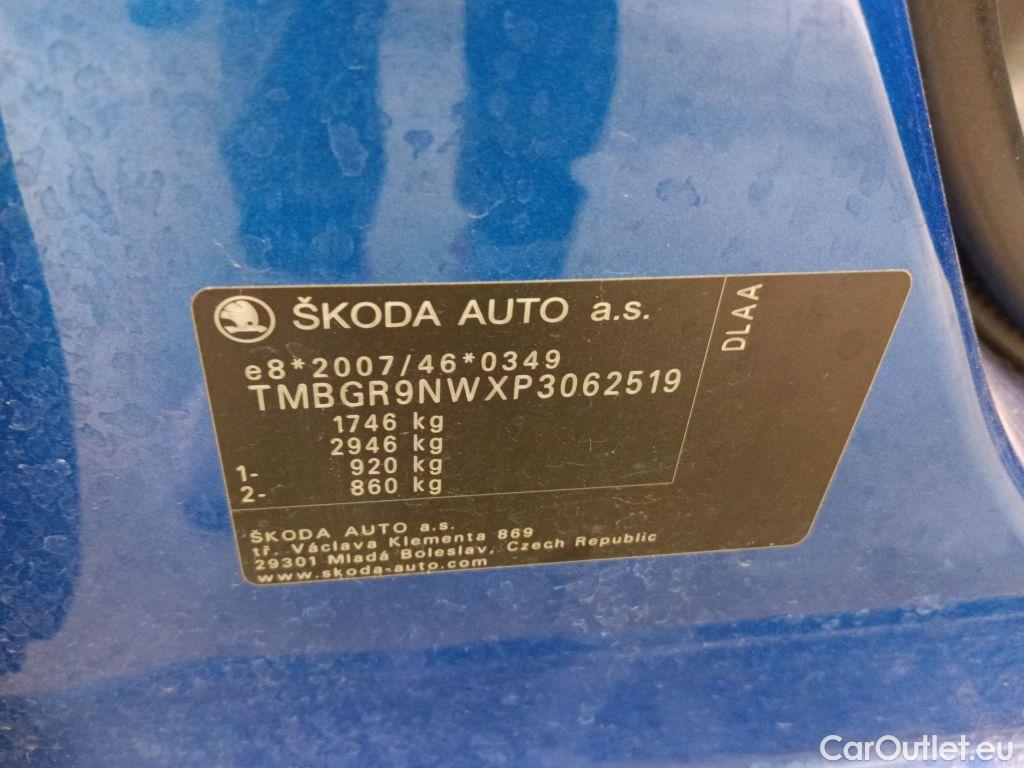 ŠKODA AUTO a.s.
DLAA
e8*2007/46*0349
TMBGR9NWXP3062519
1746 kg
2946 kg
1- 920 kg
2- 860 kg
ŠKODA AUTO a.s.
tř. Václava Klementa 869
29301 Mladá Boleslav, Czech Republic
www.skoda-auto.com
CarOutlet.eu